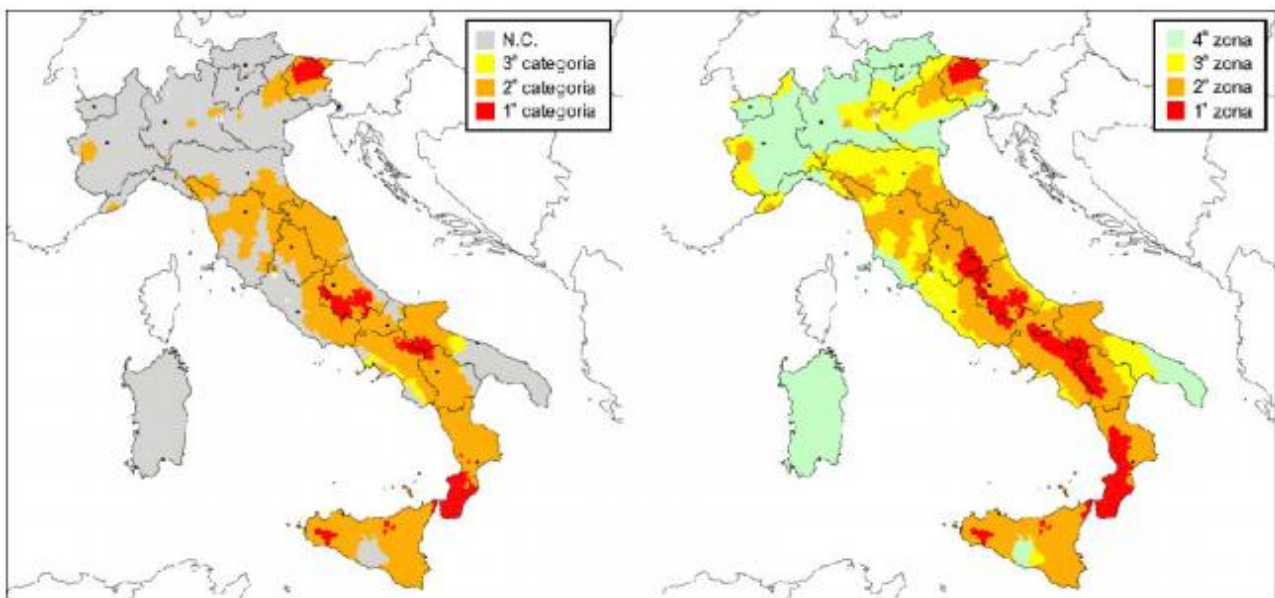 N.C.
3ª categoria
2ª categoria
1ª categoria
4ª zona
3ª zona
2ª zona
1ª zona